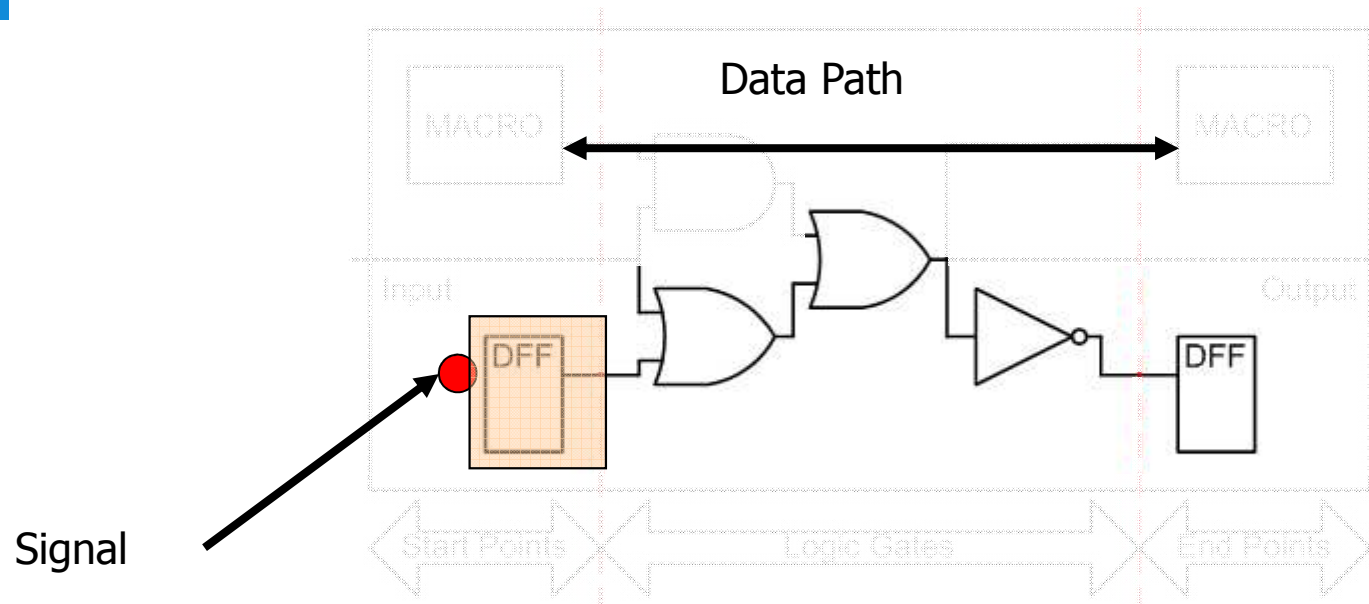 Data Path
MACRO
MACRO
Input
Output
DFF
DFF
Signal
Start Points
Logic Gates
End Points